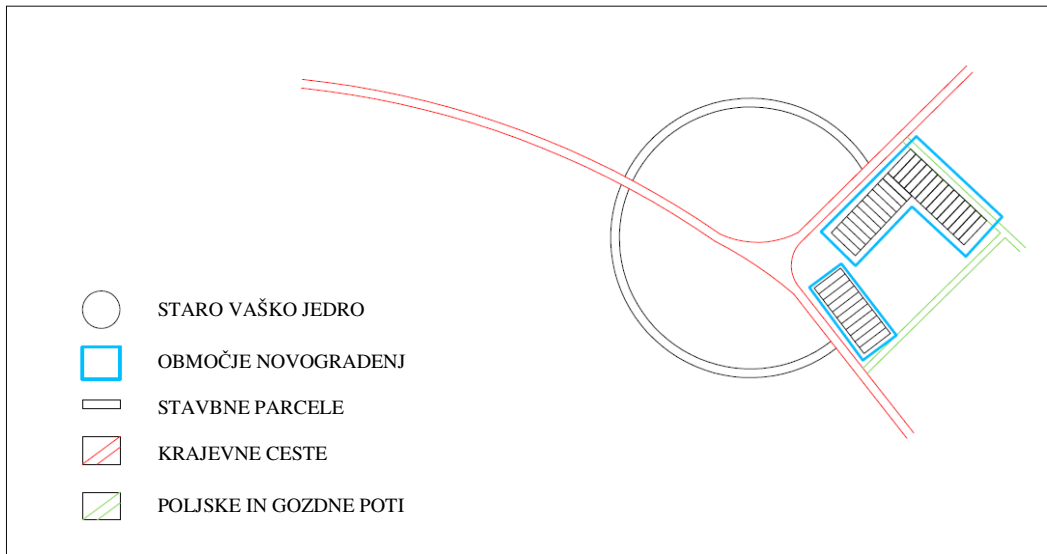 STARO VAŠKO JEDRO
OBMOČJE NOVOGRADENJ
STAVBNE PARCELE
KRAJEVNE CESTE
POLJSKE IN GOZDNE POTI